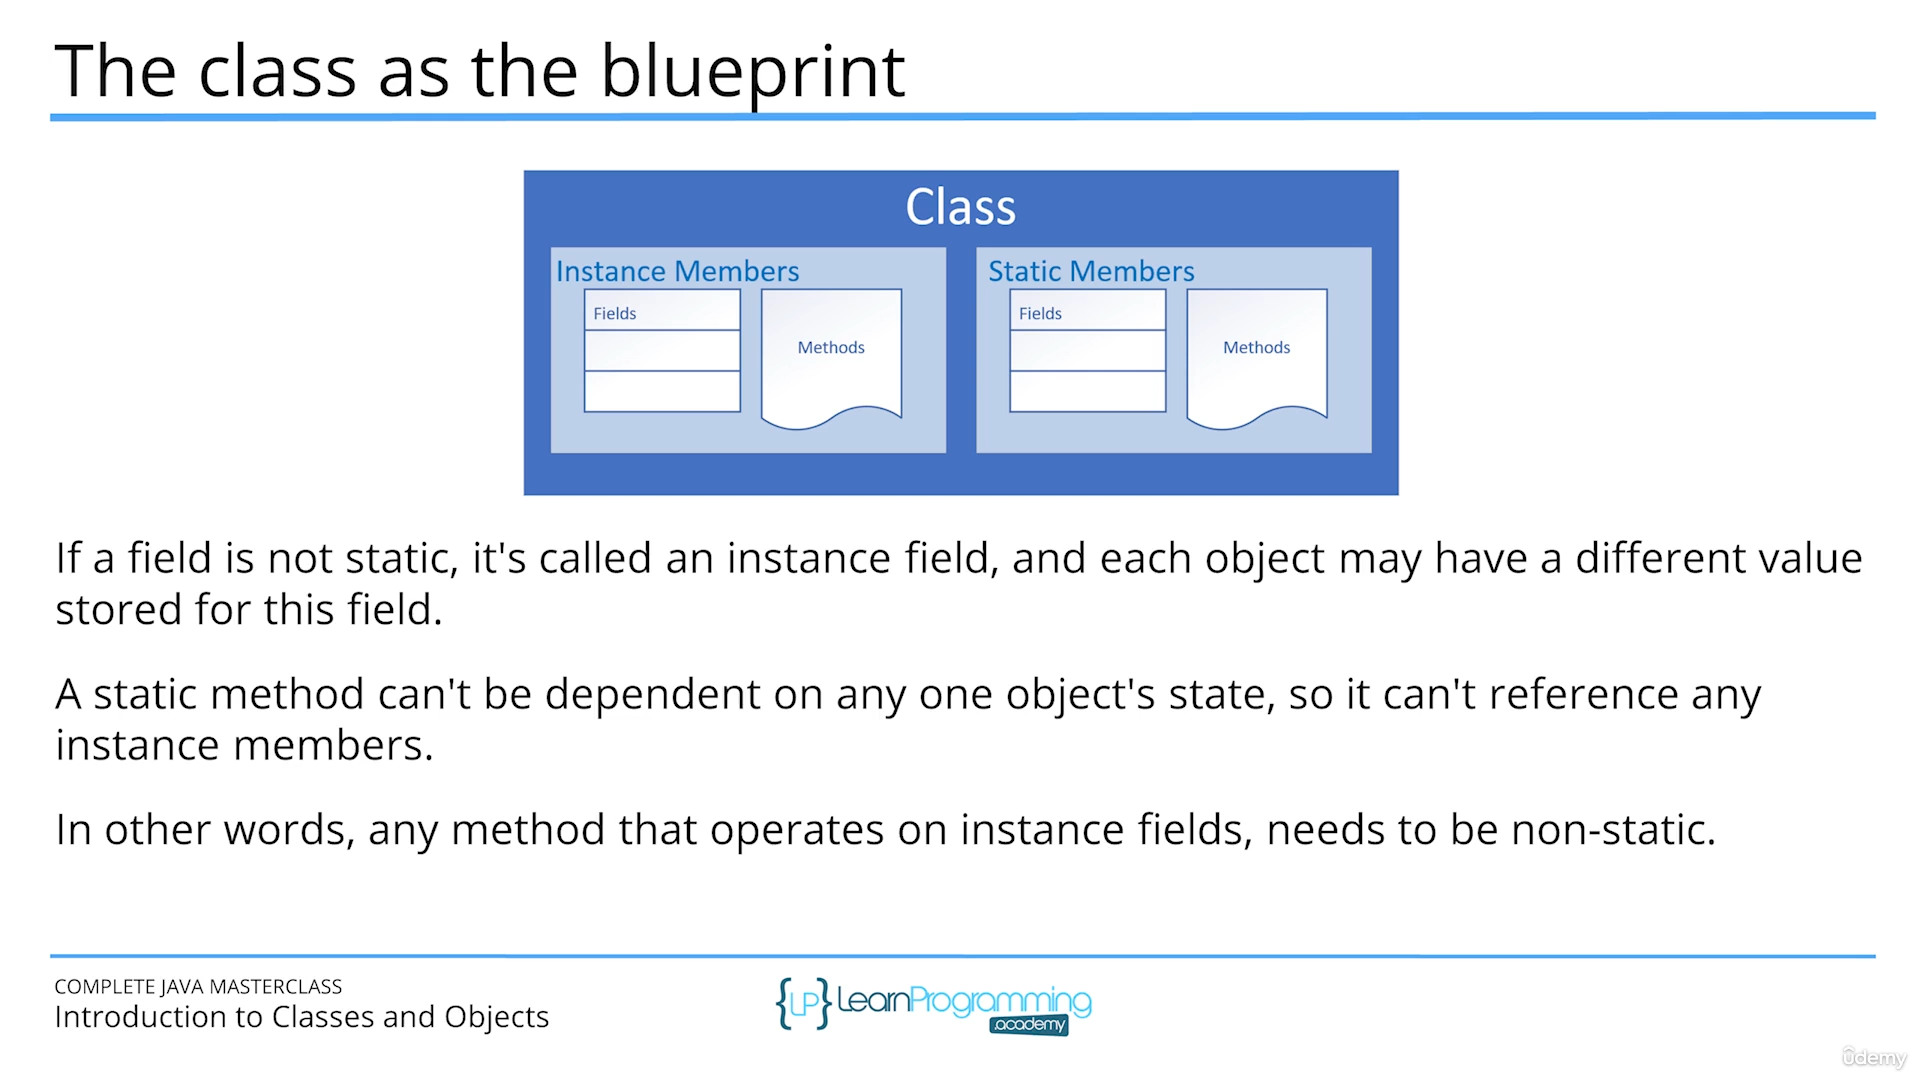 The class as the blueprint
Class
Instance Members
Fields
Methods
Static Members
Fields
Methods
If a field is not static, it's called an instance field, and each object may have a different value
stored for this field.
A static method can't be dependent on any one object's state, so it can't reference any
instance members.
In other words, any method that operates on instance fields, needs to be non-static.
COMPLETE JAVA MASTERCLASS
Introduction to Classes and Objects
{LP} LearnProgramming
.academy
ûdemy